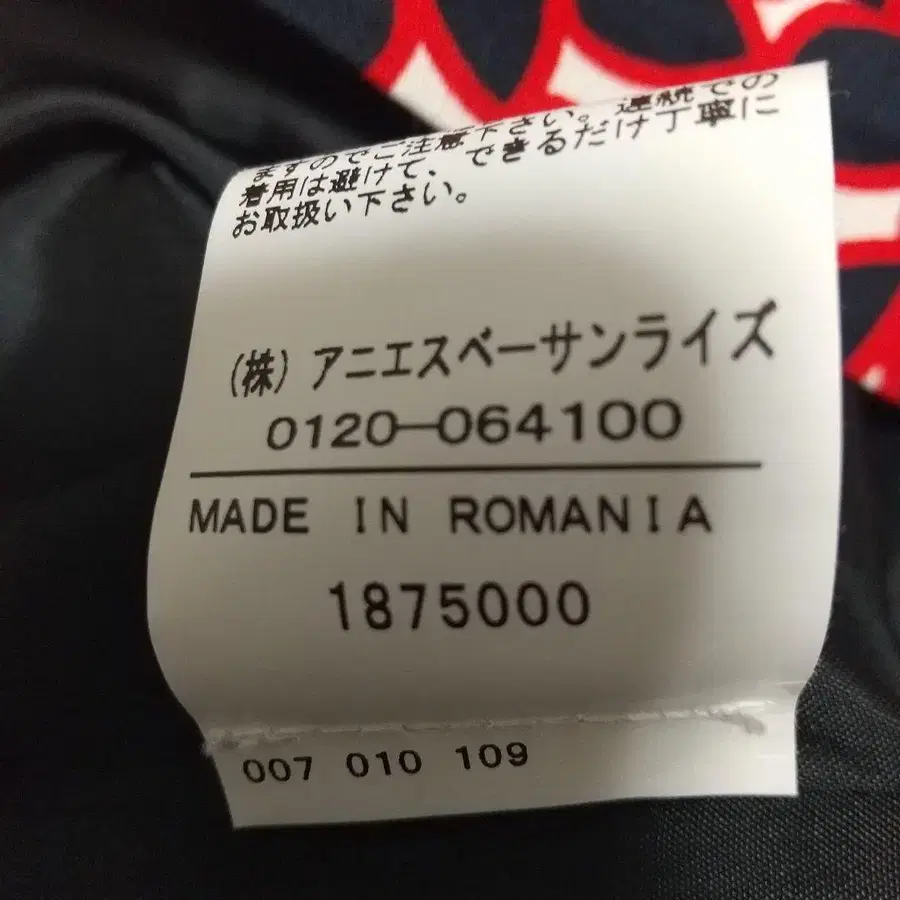 ますのでご注意下さい。連続での
着用は避けて、できるだけ丁寧に
お取扱い下さい。
(株)アニエスベーサンライズ
0120-064100
MADE IN ROMANIA
1875000
007 010 109